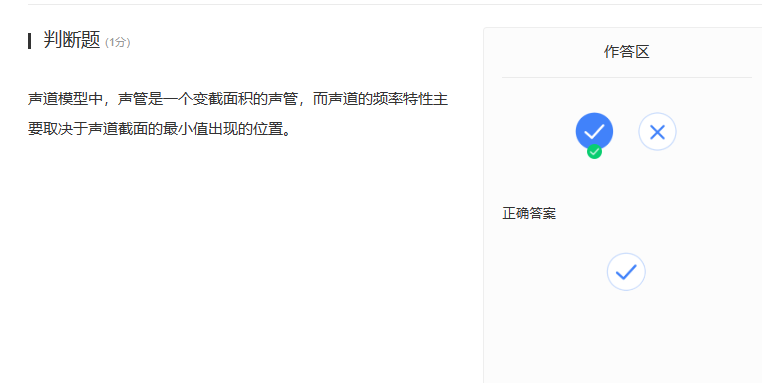 判断题 (1分)
声道模型中，声管是一个变截面积的声管，而声道的频率特性主
要取决于声道截面的最小值出现的位置。
作答区
正确答案